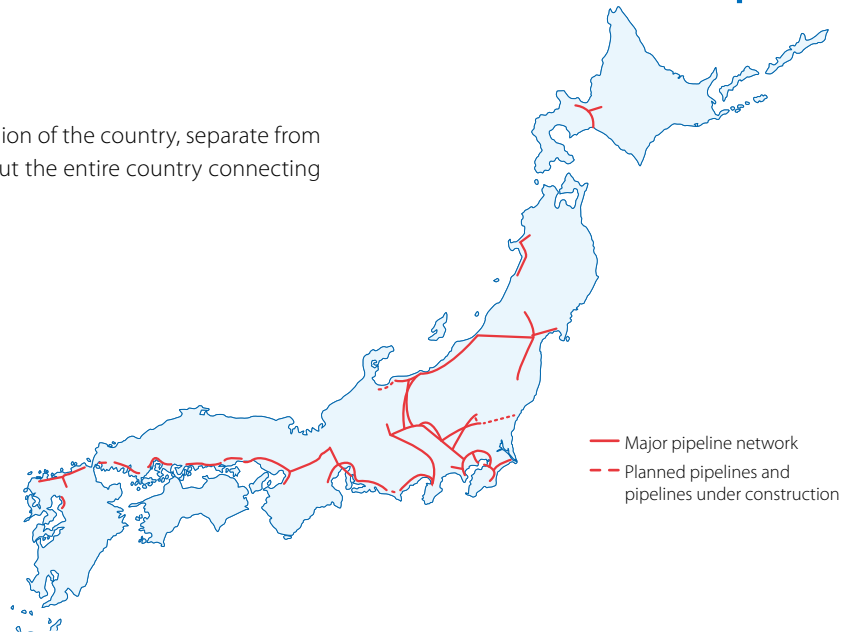 ion of the country, separate from
ut the entire country connecting
Major pipeline network
Planned pipelines and
pipelines under construction